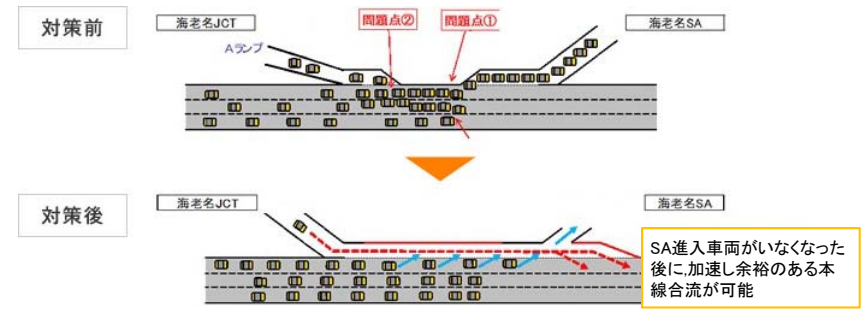 対策前
海老名JCT
問題点②
問題点①
海老名SA
Aランプ
対策後
海老名JCT
海老名SA
SA進入車両がいなくなった
後に,加速し余裕のある本
線合流が可能